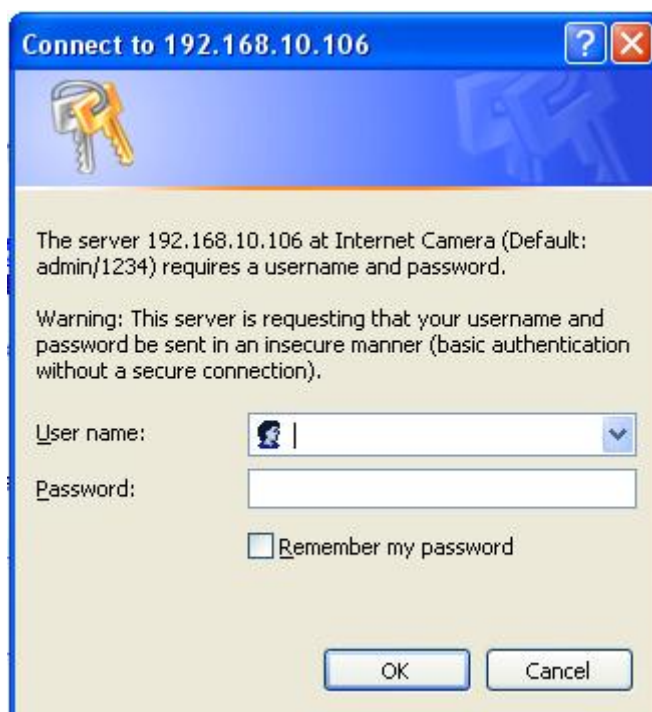 Connect to 192.168.10.106
The server 192.168.10.106 at Internet Camera (Default:
admin/1234) requires a username and password.
Warning: This server is requesting that your username and
password be sent in an insecure manner (basic authentication
without a secure connection).
User name:
Password:
Remember my password
OK Cancel